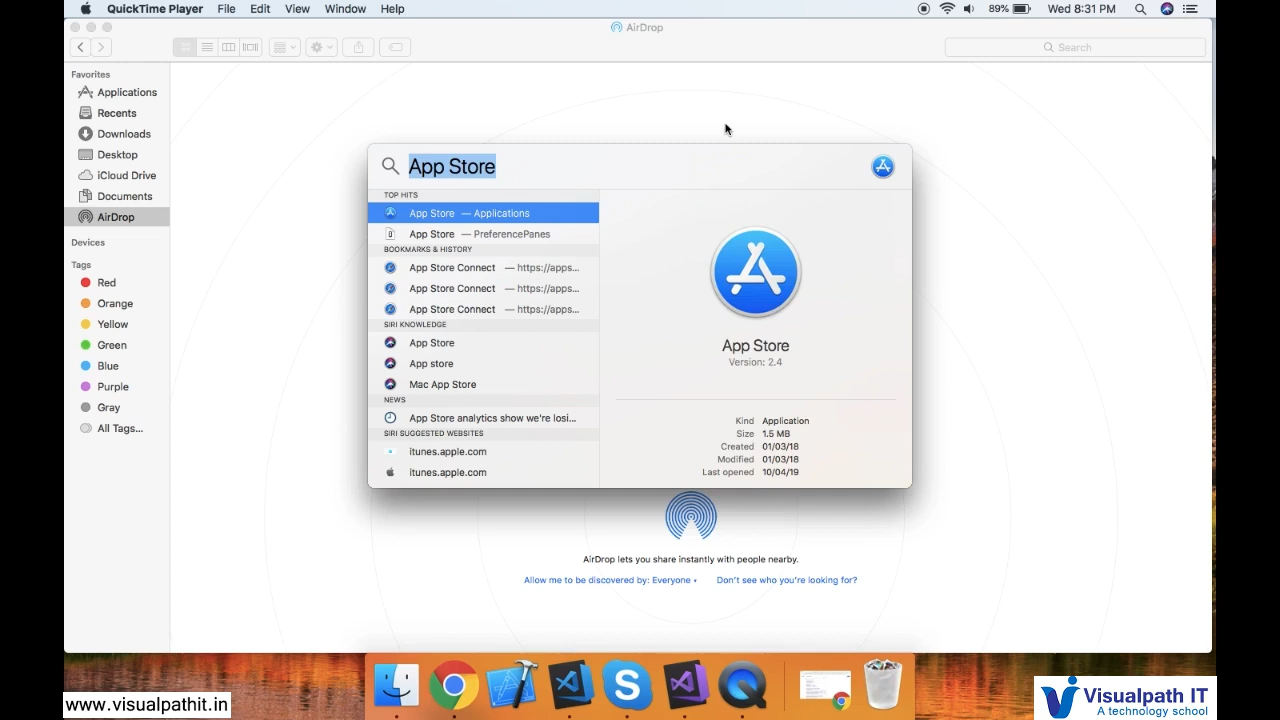 QuickTime Player File Edit View Window Help 89% Wed 8:31 PM
AirDrop
Search
Favorites
Applications
Recents
Downloads
Desktop
iCloud Drive
Documents
AirDrop
Devices
Tags
Red
Orange
Yellow
Green
Blue
Purple
Gray
All Tags...
App Store
TOP HITS
App Store — Applications
App Store — PreferencePanes
BOOKMARKS & HISTORY
App Store Connect — https://apps...
App Store Connect — https://apps...
App Store Connect — https://apps...
SIRI KNOWLEDGE
App Store
App store
Mac App Store
NEWS
App Store analytics show we're losi...
SIRI SUGGESTED WEBSITES
itunes.apple.com
itunes.apple.com
App Store
Version: 2.4
Kind Application
Size 1.5 MB
Created 01/03/18
Modified 01/03/18
Last opened 10/04/19
AirDrop lets you share instantly with people nearby.
Allow me to be discovered by: Everyone Don't see who you're looking for?
www.visualpathit.in
Visualpath IT
A technology school